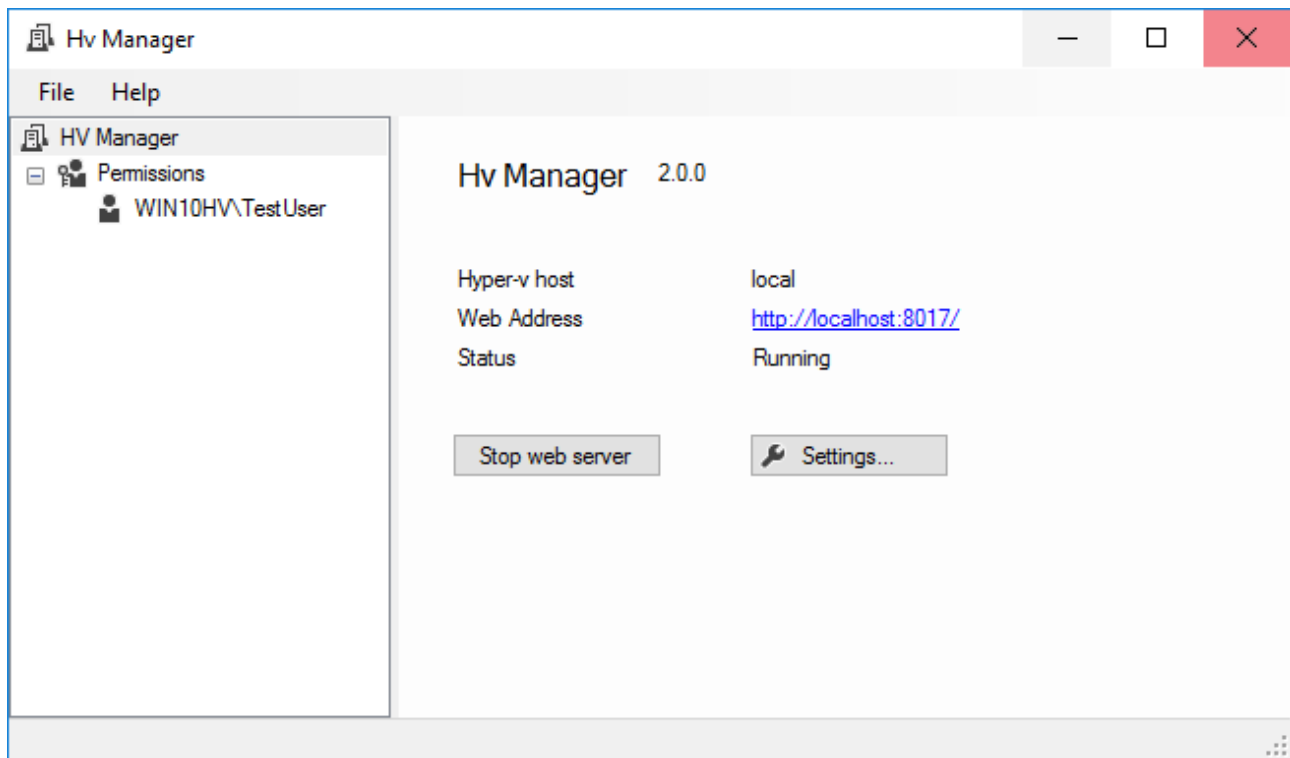 Hv Manager
File Help
HV Manager
Permissions
WIN10HV\TestUser
Hv Manager 2.0.0
Hyper-v host local
Web Address http://localhost:8017/
Status Running
Stop web server Settings...